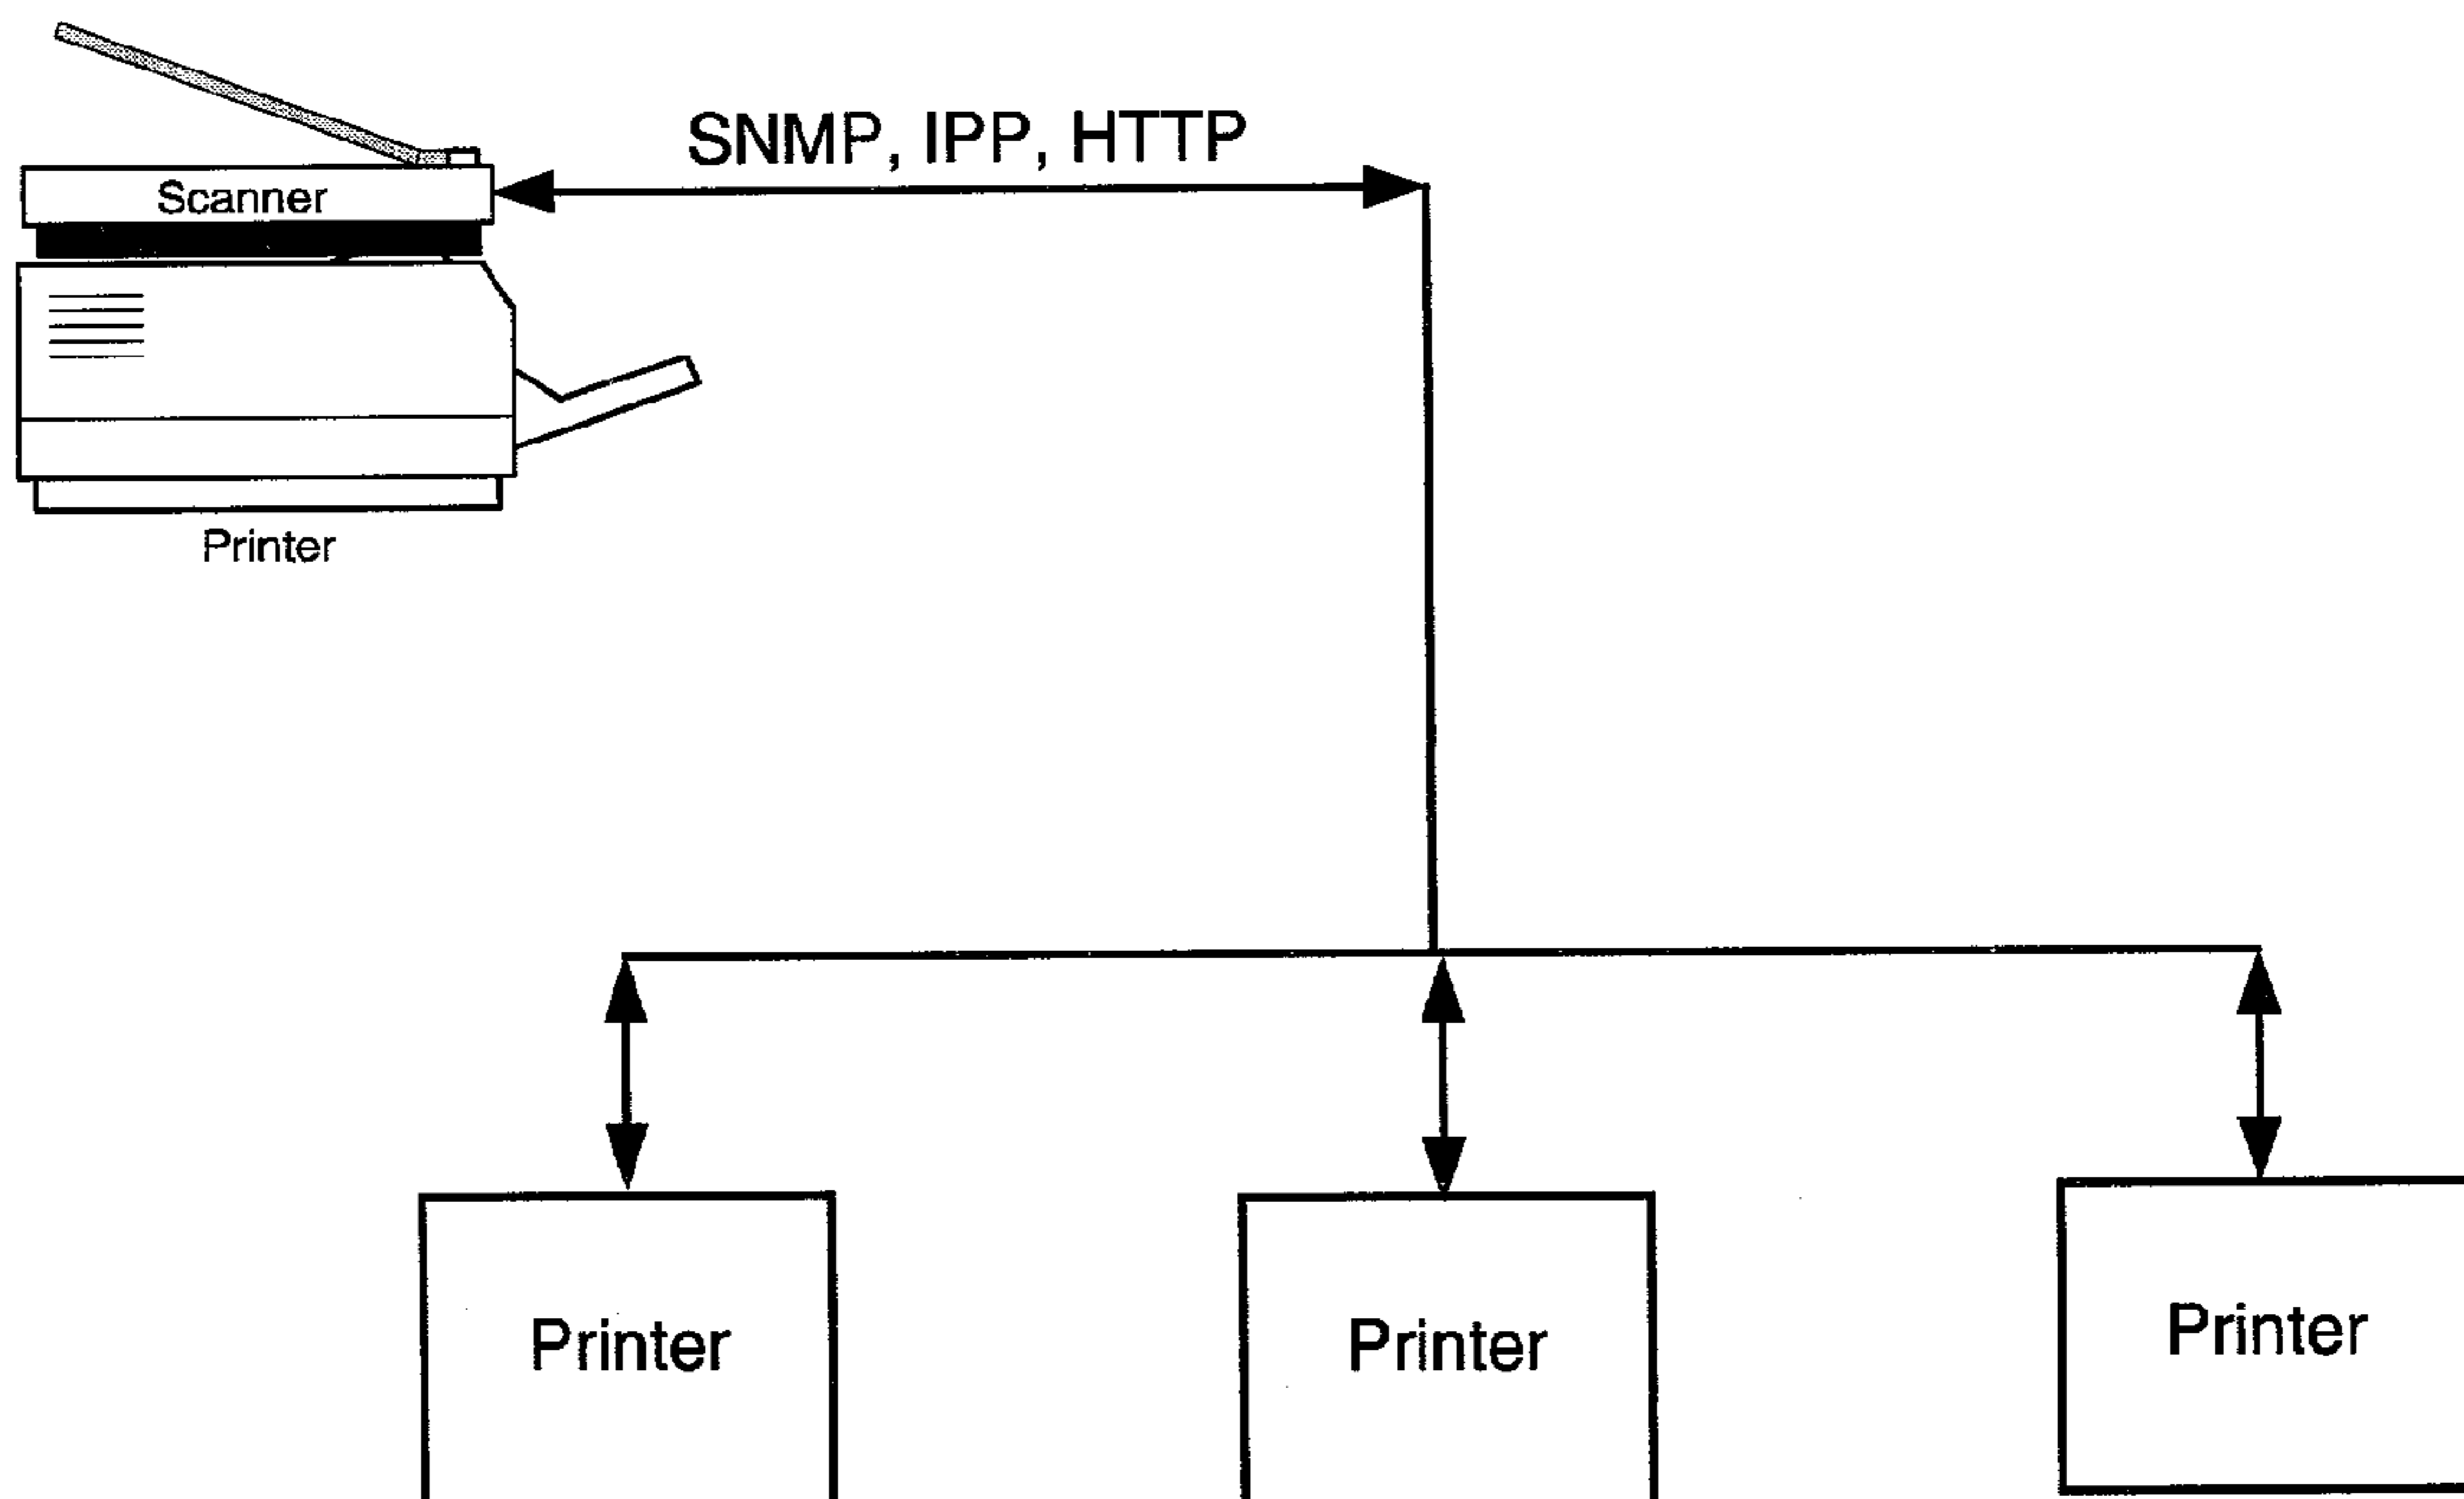 SNMP, IPP, HTTP
Scanner
Printer
Printer
Printer
Printer